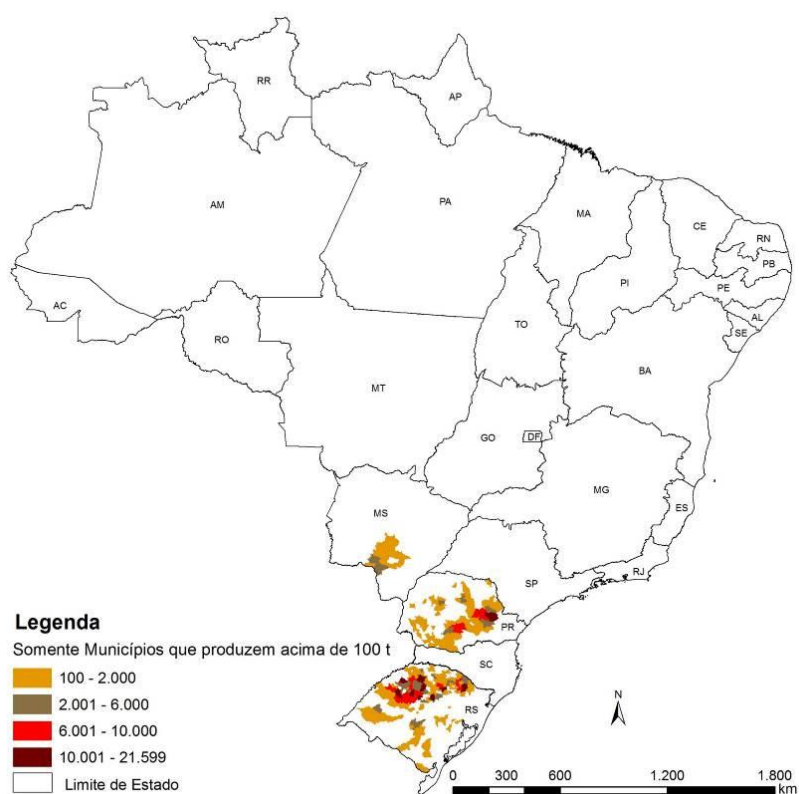 RR
AP
AM
PA
MA
CE
RN
PB
PI
PE
AC
AL
TO
SE
RO
BA
MT
GO
DF
MG
MS
ES
SP
RJ
Legenda
PR
Somente Municípios que produzem acima de 100 t
SC
100 - 2.000
2.001 - 6.000
N
RS
6.001 - 10.000
10.001 - 21.599
Limite de Estado
0 300 600 1.200 1.800
km